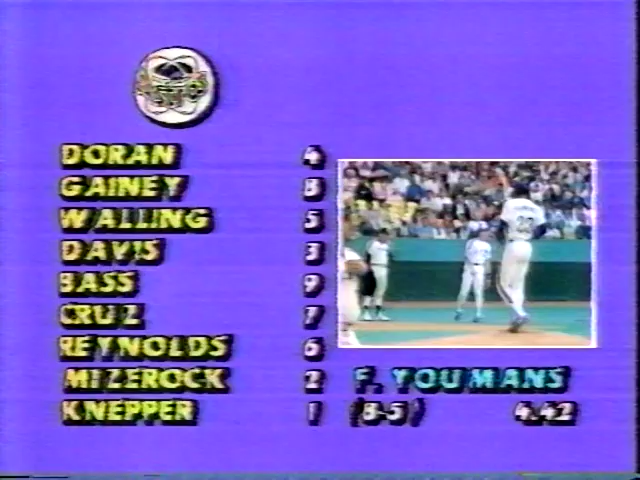 DORAN 4
GAINEY 8
WALLING 5
DAVIS 3
BASS 9
CRUZ 7
REYNOLDS 6
MIZEROCK 2
KNEPPER 1
F. YOUMANS
(8-5) 4.42